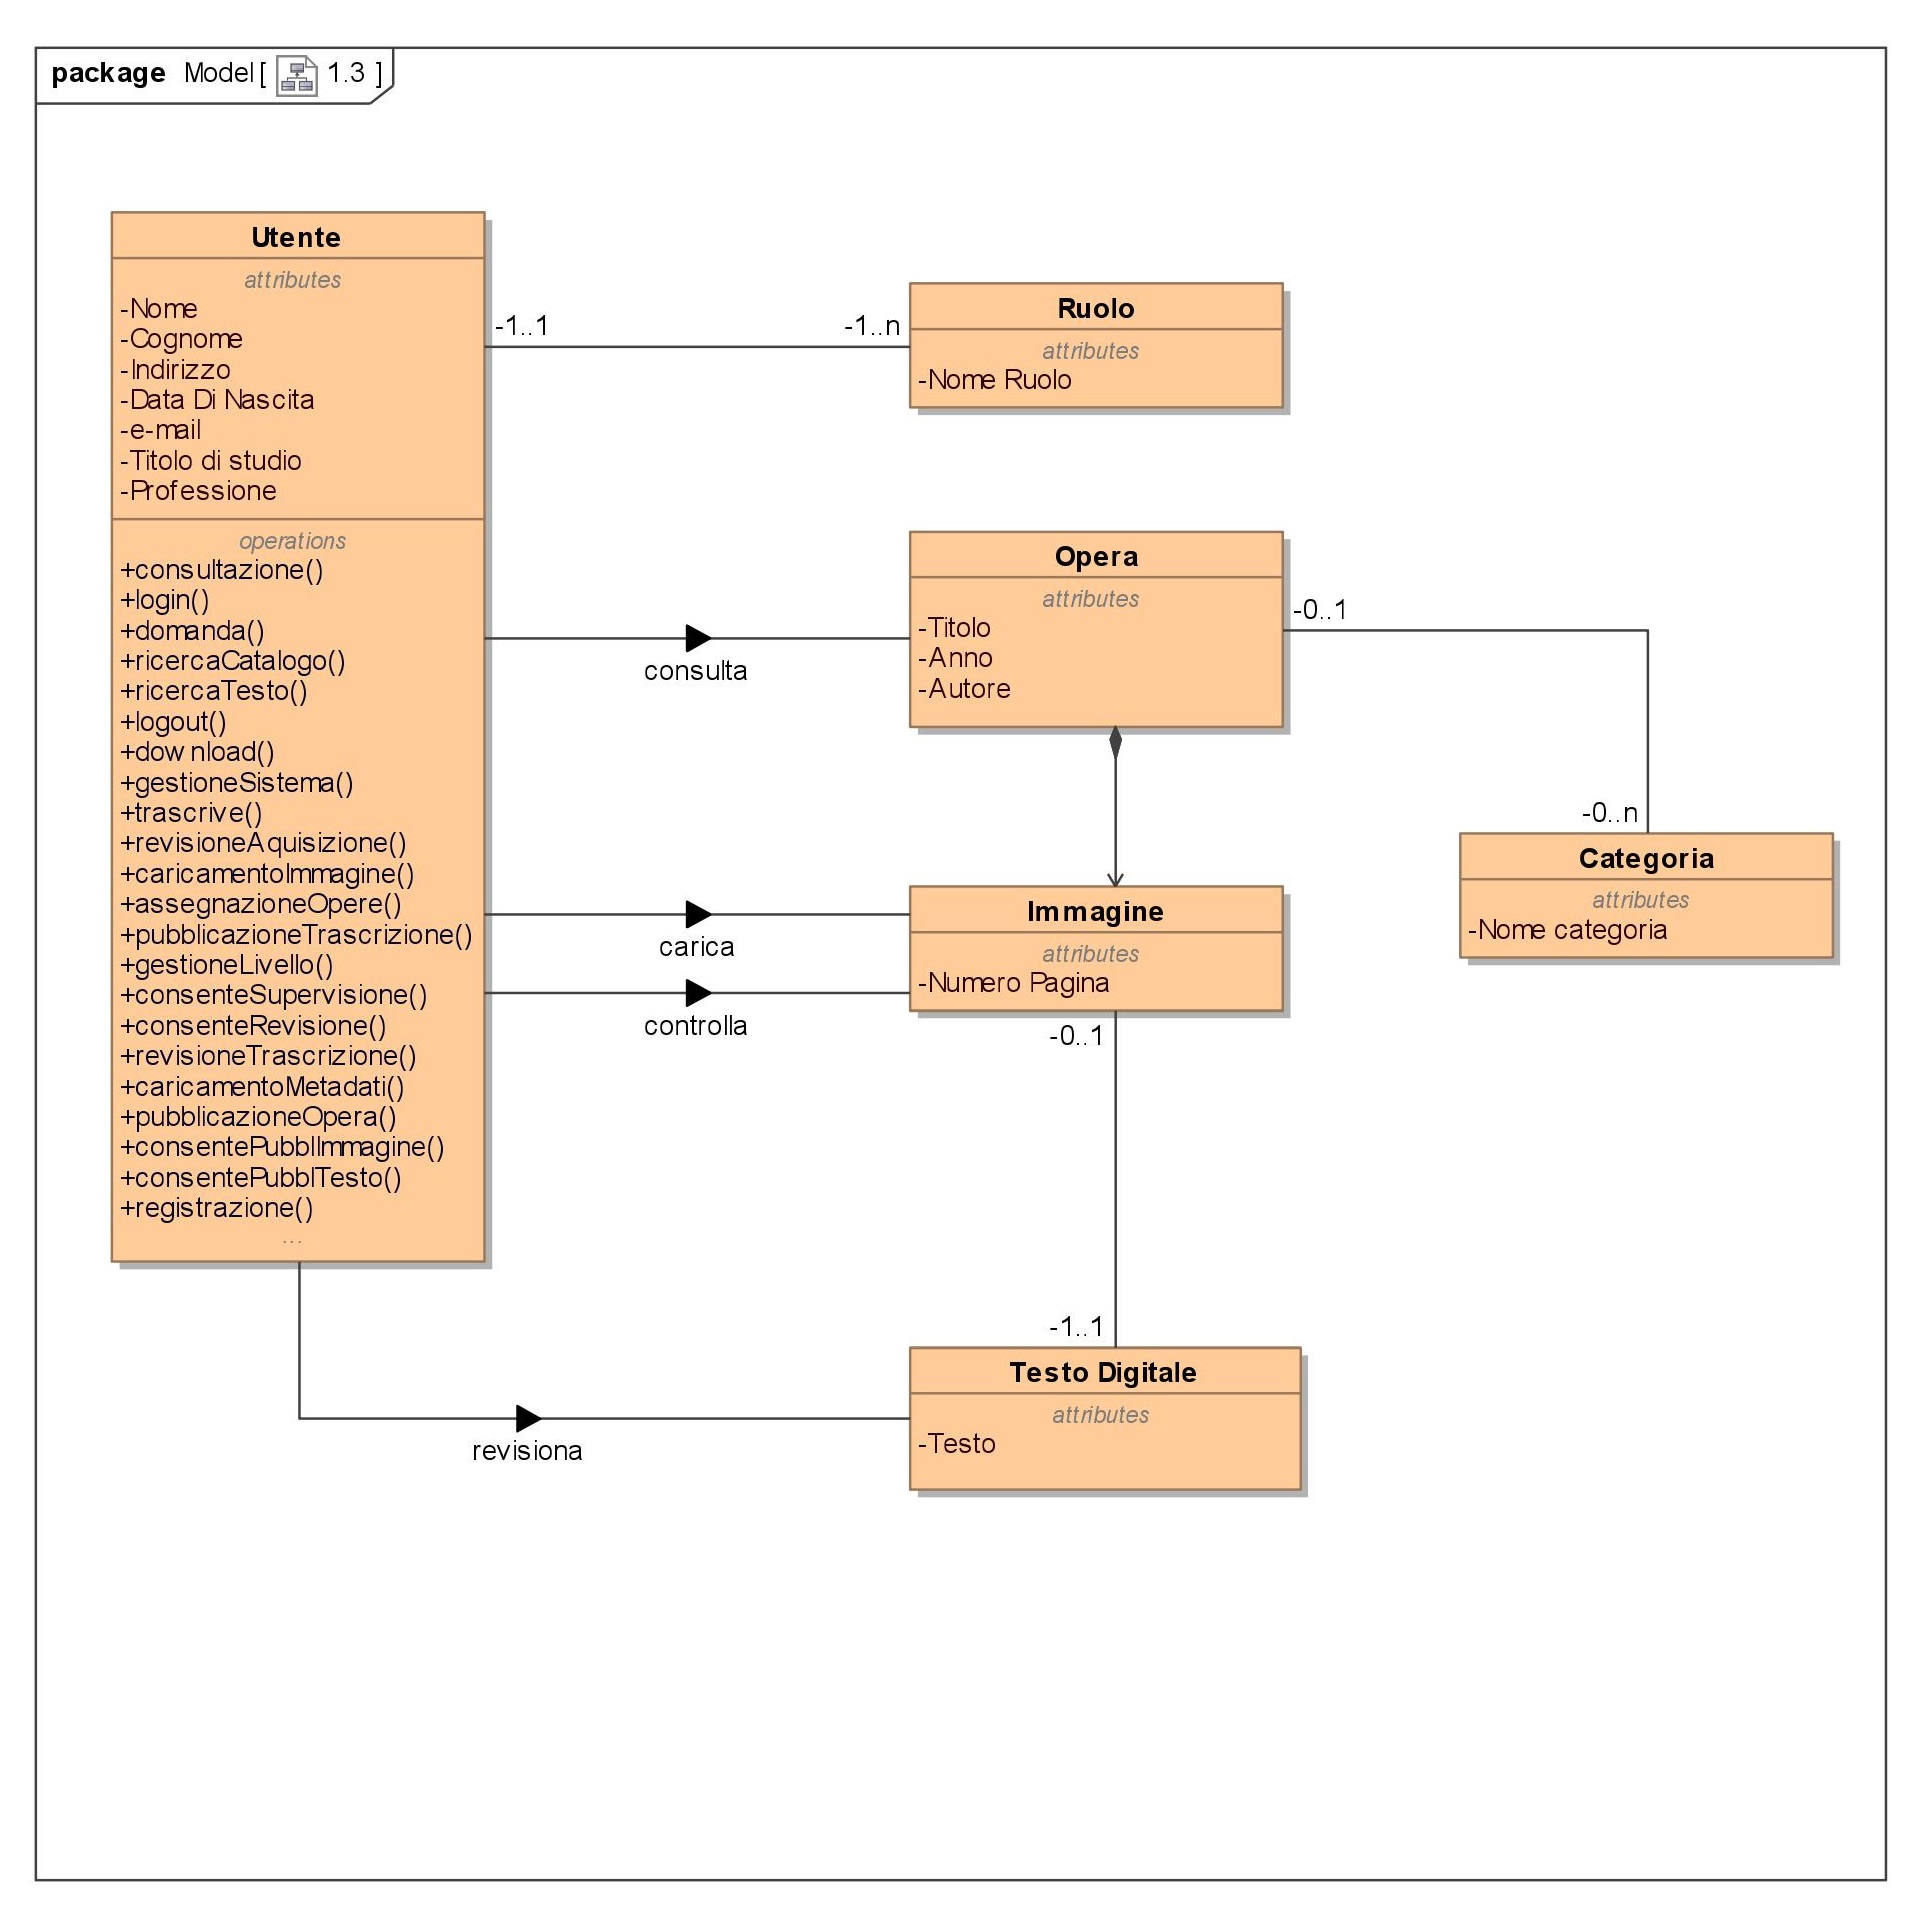 package Model [ 1.3 ]
Utente
attributes
-Nome
-Cognome
-Indirizzo
-Data Di Nascita
-e-mail
-Titolo di studio
-Professione
operations
+consultazione()
+login()
+domanda()
+ricercaCatalogo()
+ricercaTesto()
+logout()
+download()
+gestioneSistema()
+trascrive()
+revisioneAquisizione()
+caricamentoImmagine()
+assegnazioneOpere()
+pubblicazioneTrascrizione()
+gestioneLivello()
+consenteSupervisione()
+consenteRevisione()
+revisioneTrascrizione()
+caricamentoMetadati()
+pubblicazioneOpera()
+consentePubblImmagine()
+consentePubblTesto()
+registrazione()
...
-1..1
-1..n
Ruolo
attributes
-Nome Ruolo
consulta
Opera
attributes
-Titolo
-Anno
-Autore
-0..1
-0..n
Categoria
attributes
-Nome categoria
carica
controlla
Immagine
attributes
-Numero Pagina
-0..1
-1..1
revisiona
Testo Digitale
attributes
-Testo